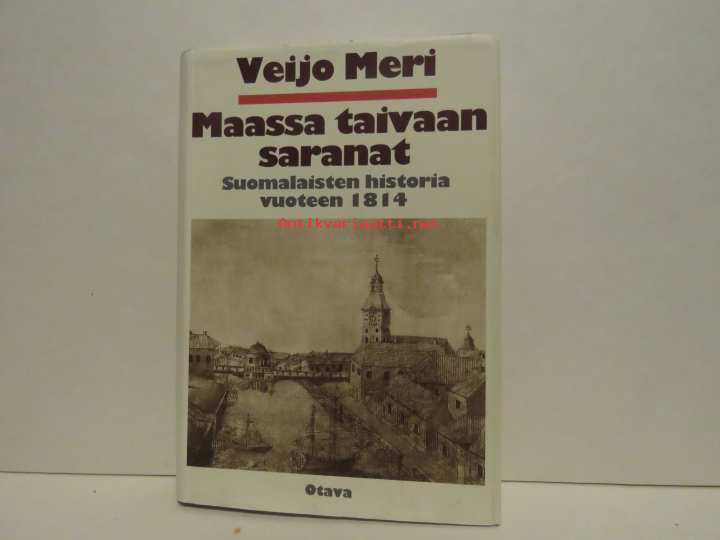 Veijo Meri
Maassa taivaan
saranat
Suomalaisten historia
vuoteen 1814
Antikvariaatti.net
Otava